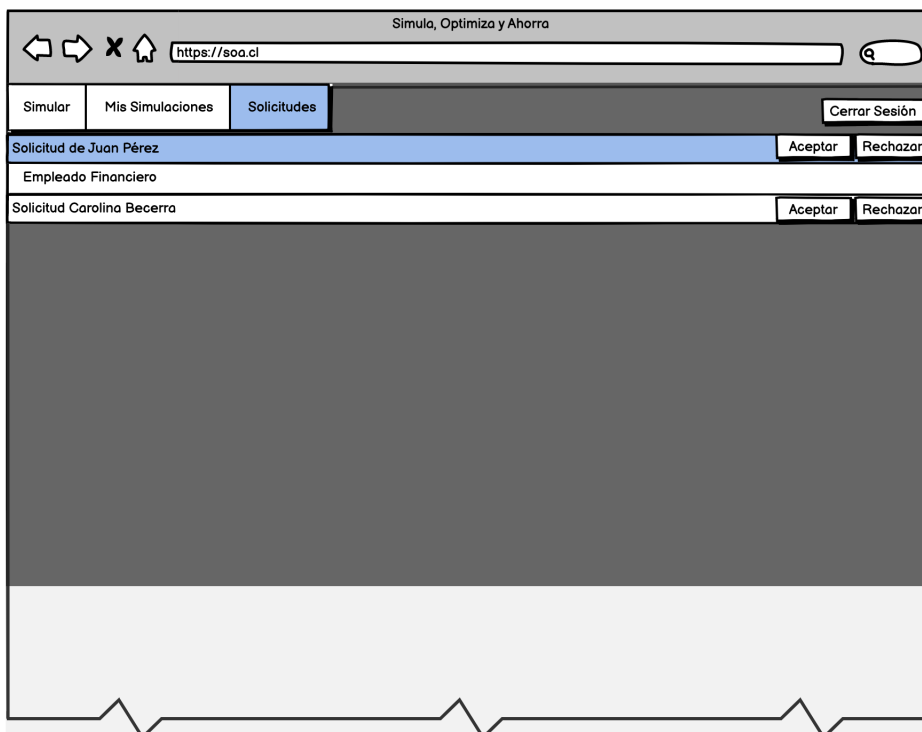 Simula, Optimiza y Ahorra
https://soa.cl
Simular Mis Simulaciones Solicitudes
Cerrar Sesión
Solicitud de Juan Pérez Aceptar Rechazar
Empleado Financiero
Solicitud Carolina Becerra Aceptar Rechazar